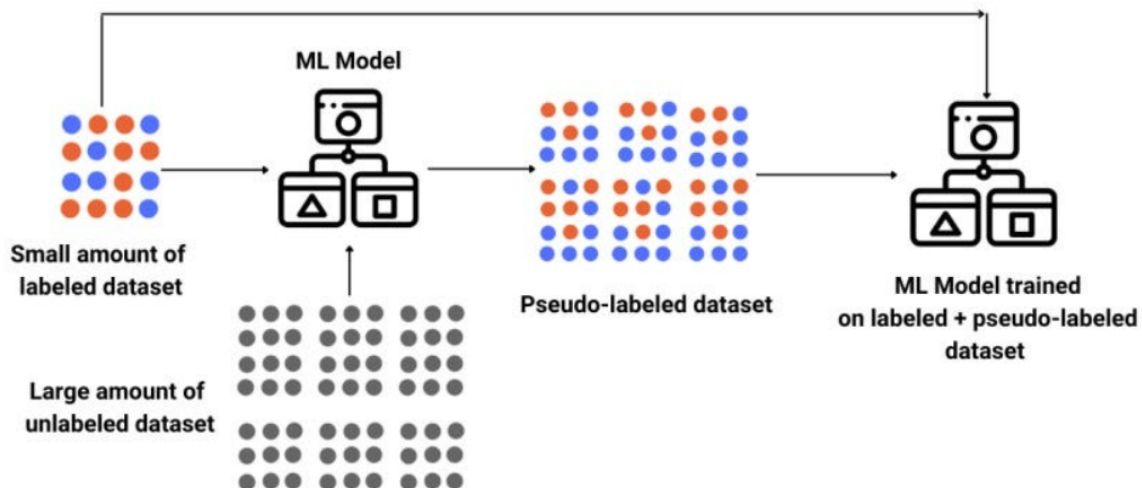 ML Model
Small amount of
labeled dataset
Pseudo-labeled dataset
ML Model trained
on labeled + pseudo-labeled
dataset
Large amount of
unlabeled dataset